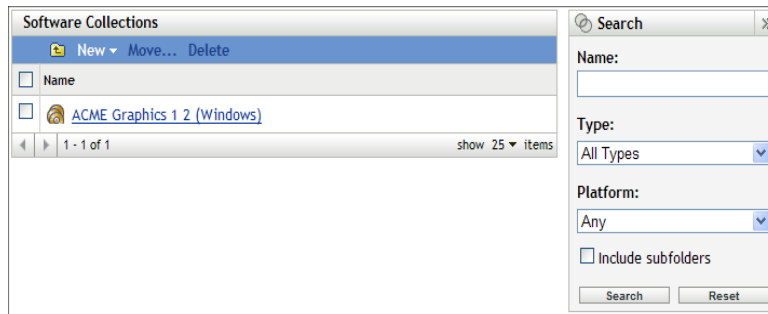 Software Collections
New Move... Delete
Name
ACME Graphics 1 2 (Windows)
1 - 1 of 1 show 25 items
Search
Name:
Type:
All Types
Platform:
Any
Include subfolders
Search Reset